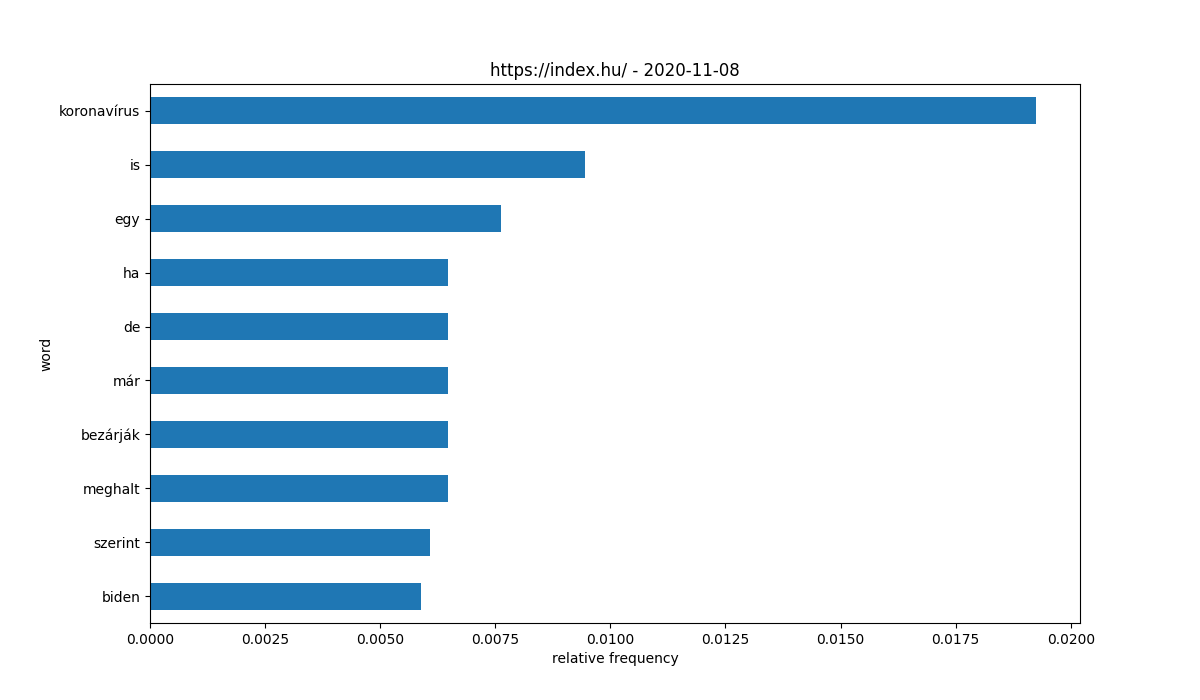 https://index.hu/ - 2020-11-08
koronavírus
is
egy
ha
de
már
bezárják
meghalt
szerint
biden
word
0.0000 0.0025 0.0050 0.0075 0.0100 0.0125 0.0150 0.0175 0.0200
relative frequency